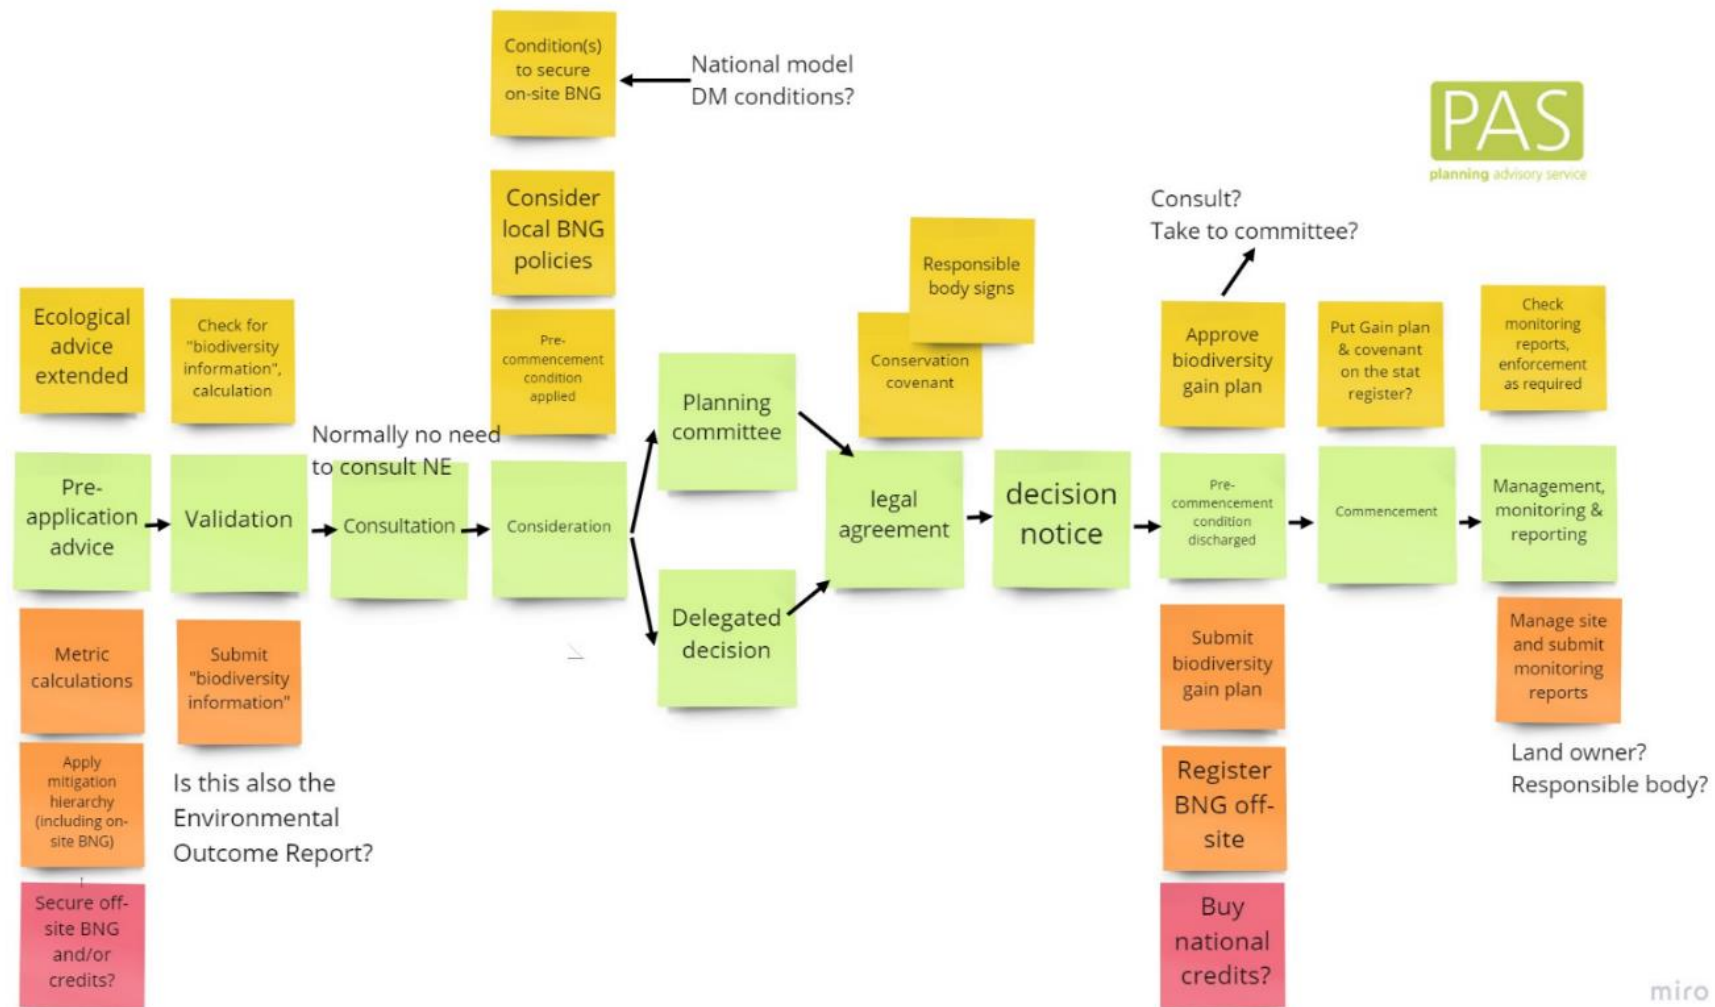 Condition(s)
to secure
on-site BNG
National model
DM conditions?
PAS
planning advisory service
Consider
local BNG
policies
Consult?
Take to committee?
Responsible
body signs
Ecological
advice
extended
Check for
"biodiversity
information",
calculation
Pre-
commencement
condition
applied
Conservation
covenant
Approve
biodiversity
gain plan
Put Gain plan
& covenant
on the stat
register?
Check
monitoring
reports,
enforcement
as required
Normally no need
to consult NE
Planning
committee
Pre-
application
advice
Validation
Consultation
Consideration
legal
agreement
decision
notice
Pre-
commencement
condition
discharged
Commencement
Management,
monitoring &
reporting
Delegated
decision
Metric
calculations
Submit
"biodiversity
information"
Submit
biodiversity
gain plan
Manage site
and submit
monitoring
reports
Apply
mitigation
hierarchy
(including on-
site BNG)
Is this also the
Environmental
Outcome Report?
Register
BNG off-
site
Land owner?
Responsible body?
Secure off-
site BNG
and/or
credits?
Buy
national
credits?
miro